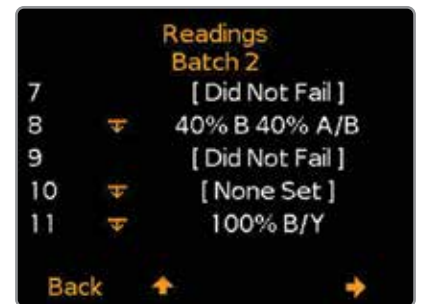 Readings
Batch 2
7 [ Did Not Fail ]
8 40% B 40% A/B
9 [ Did Not Fail ]
10 [ None Set ]
11 100% B/Y
Back